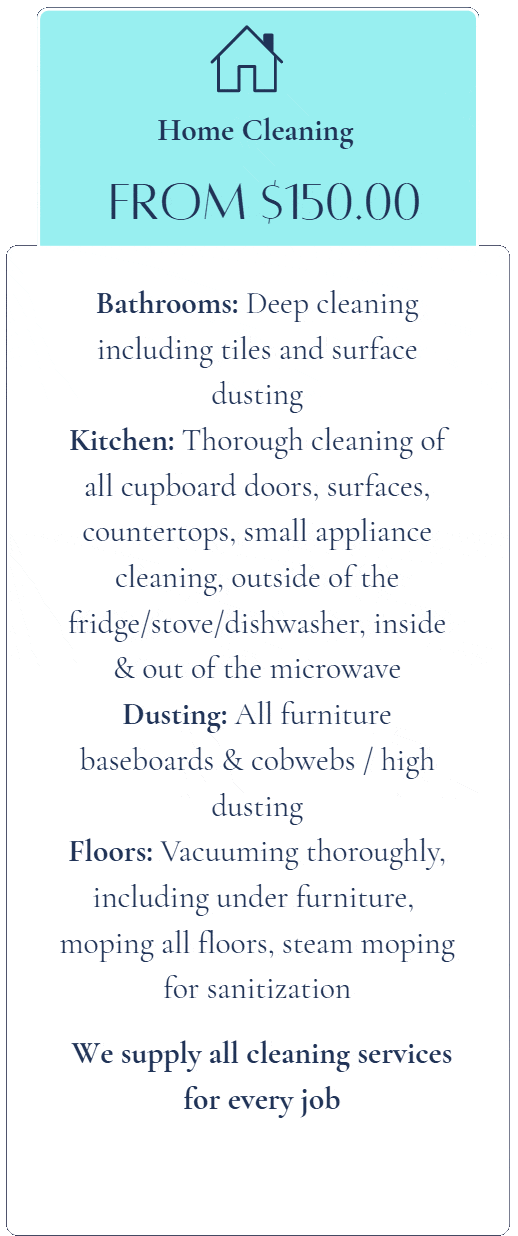 Home Cleaning
FROM $150.00
Bathrooms: Deep cleaning
including tiles and surface
dusting
Kitchen: Thorough cleaning of
all cupboard doors, surfaces,
countertops, small appliance
cleaning, outside of the
fridge/stove/dishwasher, inside
& out of the microwave
Dusting: All furniture
baseboards & cobwebs / high
dusting
Floors: Vacuuming thoroughly,
including under furniture,
moping all floors, steam moping
for sanitization
We supply all cleaning services
for every job